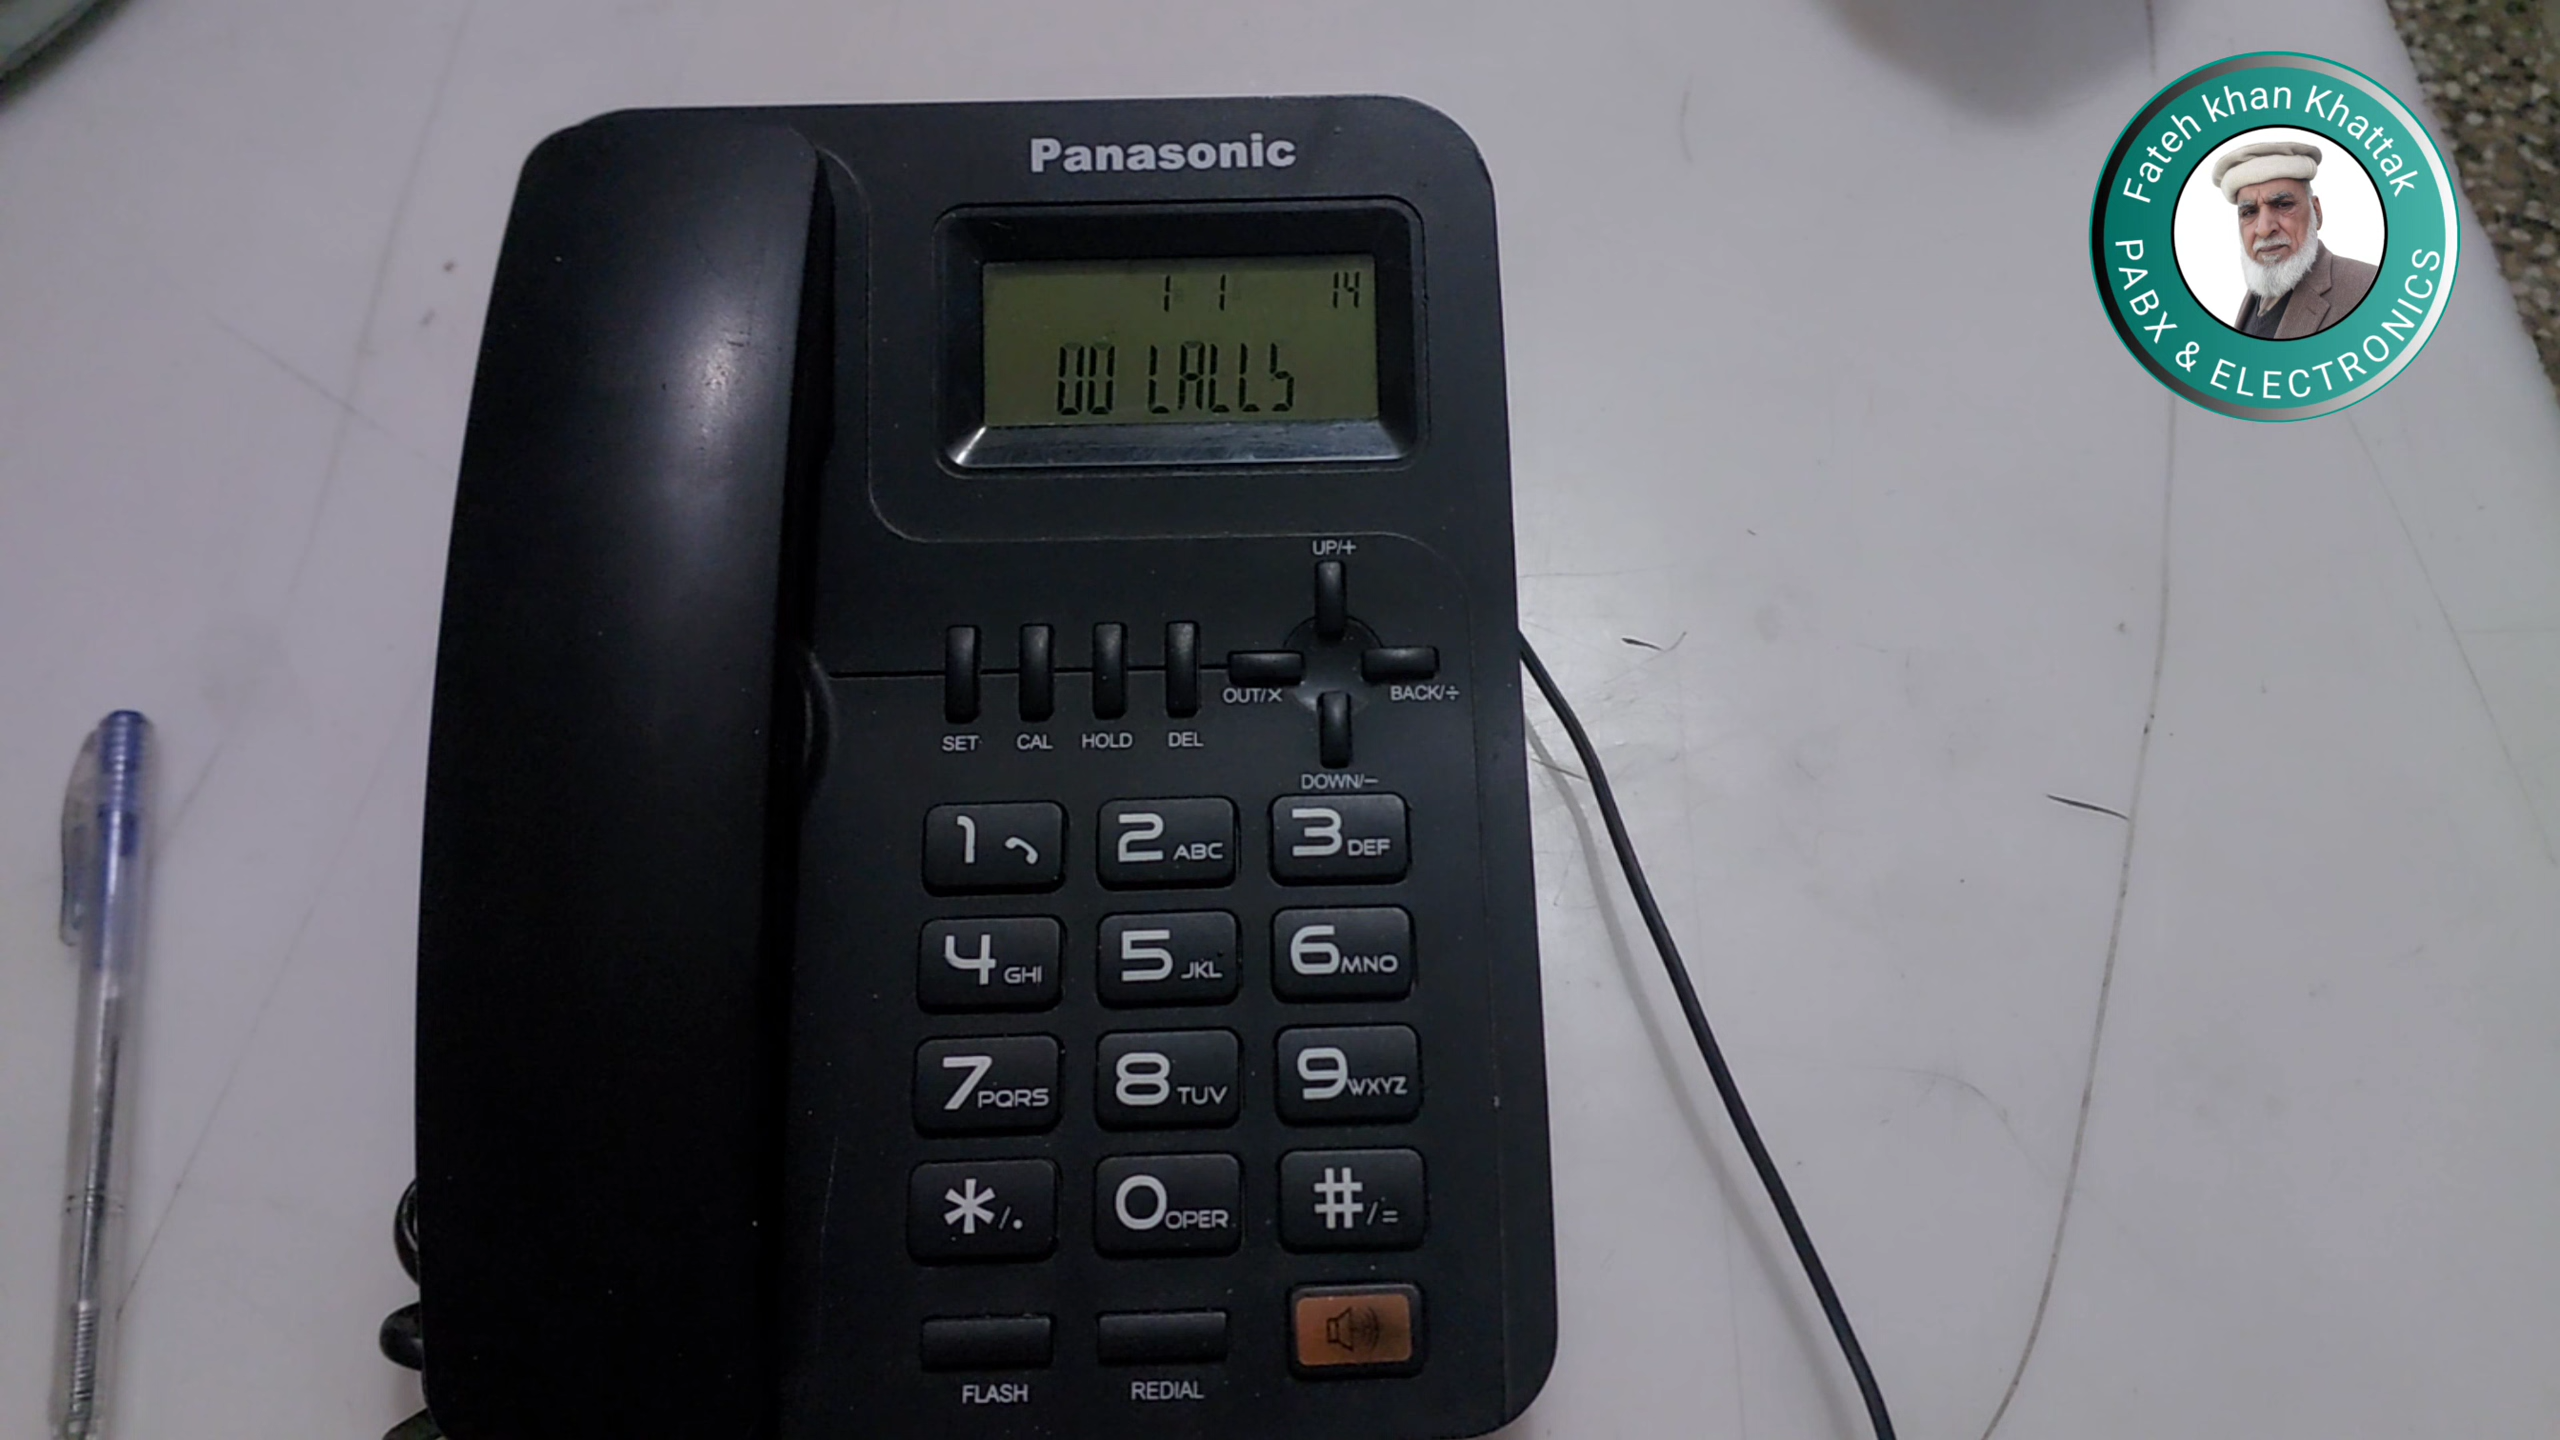 Panasonic
1 1 14
00 CALLS
UP/+
OUT/×
BACK/÷
SET CAL HOLD DEL
DOWN/−
1 2 ABC 3 DEF
4 GHI 5 JKL 6 MNO
7 PQRS 8 TUV 9 WXYZ
*/. 0 OPER #/=
FLASH REDIAL
Fateh khan Khattak
PABX & ELECTRONICS